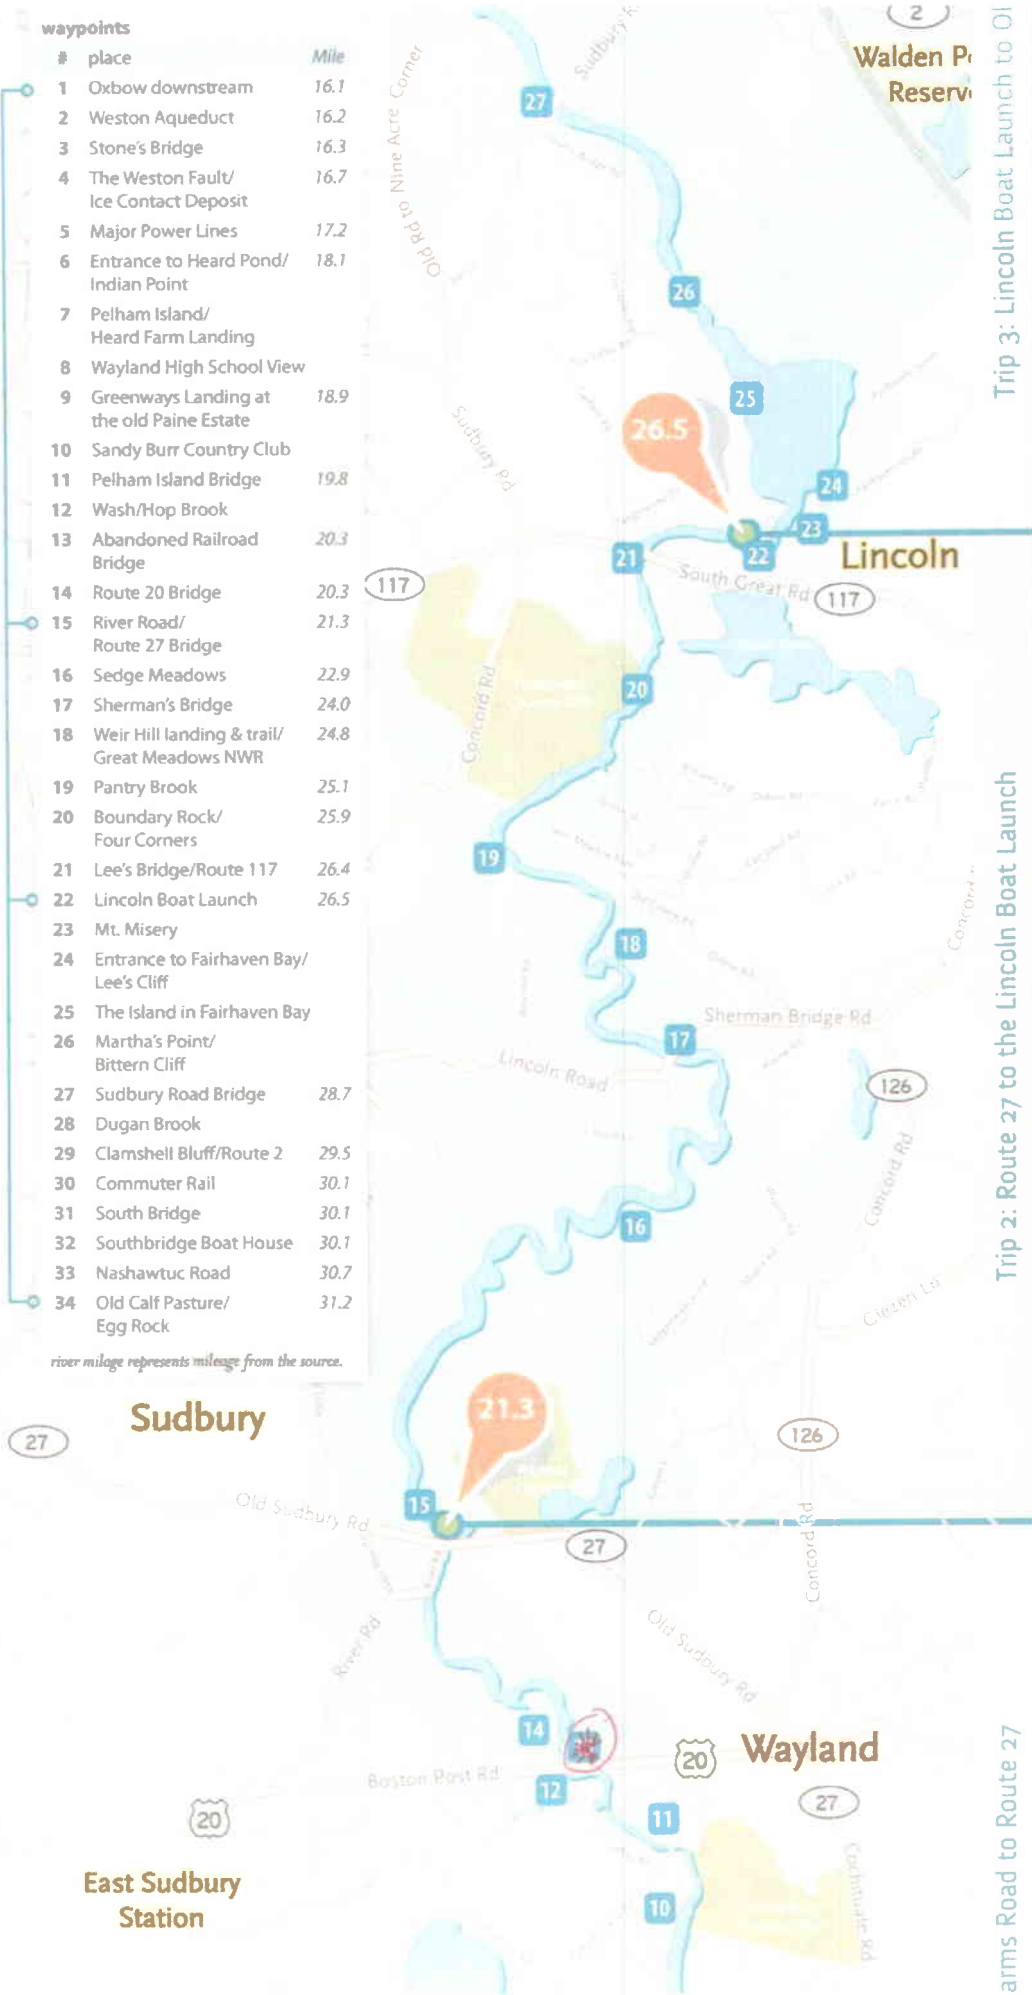 waypoints
# place Mile
1 Oxbow downstream 16.1
2 Weston Aqueduct 16.2
3 Stone's Bridge 16.3
4 The Weston Fault/ 16.7
Ice Contact Deposit
5 Major Power Lines 17.2
6 Entrance to Heard Pond/ 18.1
Indian Point
7 Pelham Island/
Heard Farm Landing
8 Wayland High School View
9 Greenways Landing at 18.9
the old Paine Estate
10 Sandy Burr Country Club
11 Pelham Island Bridge 19.8
12 Wash/Hop Brook
13 Abandoned Railroad 20.3
Bridge
14 Route 20 Bridge 20.3
15 River Road/ 21.3
Route 27 Bridge
16 Sedge Meadows 22.9
17 Sherman's Bridge 24.0
18 Weir Hill landing & trail/ 24.8
Great Meadows NWR
19 Pantry Brook 25.1
20 Boundary Rock/ 25.9
Four Corners
21 Lee's Bridge/Route 117 26.4
22 Lincoln Boat Launch 26.5
23 Mt. Misery
24 Entrance to Fairhaven Bay/
Lee's Cliff
25 The Island in Fairhaven Bay
26 Martha's Point/
Bittern Cliff
27 Sudbury Road Bridge 28.7
28 Dugan Brook
29 Clamshell Bluff/Route 2 29.5
30 Commuter Rail 30.1
31 South Bridge 30.1
32 Southbridge Boat House 30.1
33 Nashawtuc Road 30.7
34 Old Calf Pasture/ 31.2
Egg Rock
river milage represents mileage from the source.
2
Walden P
Reserv
Sudbury R
27
Old Rd to Nine Acre Corner
Trip 3: Lincoln Boat Launch to Ol
26
25
26.5
Sudbury Rd
24
23
22
21
Lincoln
South Great Rd
117
117
Concord Rd
20
19
18
Concord
Sherman Bridge Rd
17
Lincoln Road
126
Concord Rd
Trip 2: Route 27 to the Lincoln Boat Launch
16
Sudbury
27
21.3
126
15
Old Sudbury Rd
27
Concord Rd
River Rd
Old Sudbury Rd
14
20
Wayland
Boston Post Rd
12
27
20
11
East Sudbury
Station
10
Cochituate Rd
arms Road to Route 27